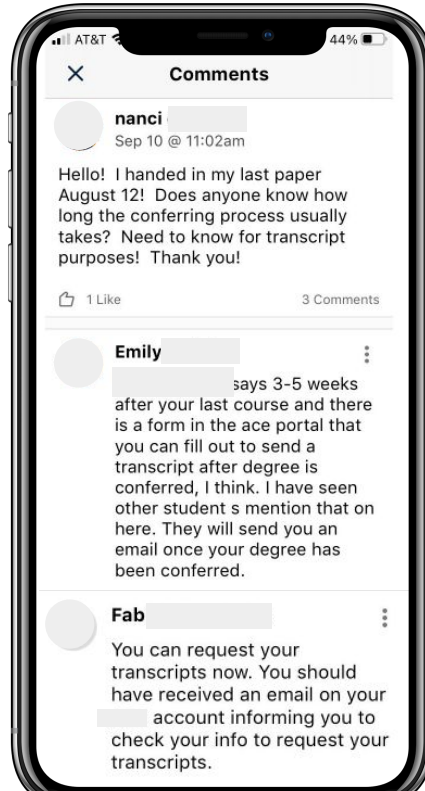 AT&T 44%
Comments
nanci
Sep 10 @ 11:02am
Hello! I handed in my last paper
August 12! Does anyone know how
long the conferring process usually
takes? Need to know for transcript
purposes! Thank you!
1 Like 3 Comments
Emily
says 3-5 weeks
after your last course and there
is a form in the ace portal that
you can fill out to send a
transcript after degree is
conferred, I think. I have seen
other student s mention that on
here. They will send you an
email once your degree has
been conferred.
Fab
You can request your
transcripts now. You should
have received an email on your
account informing you to
check your info to request your
transcripts.